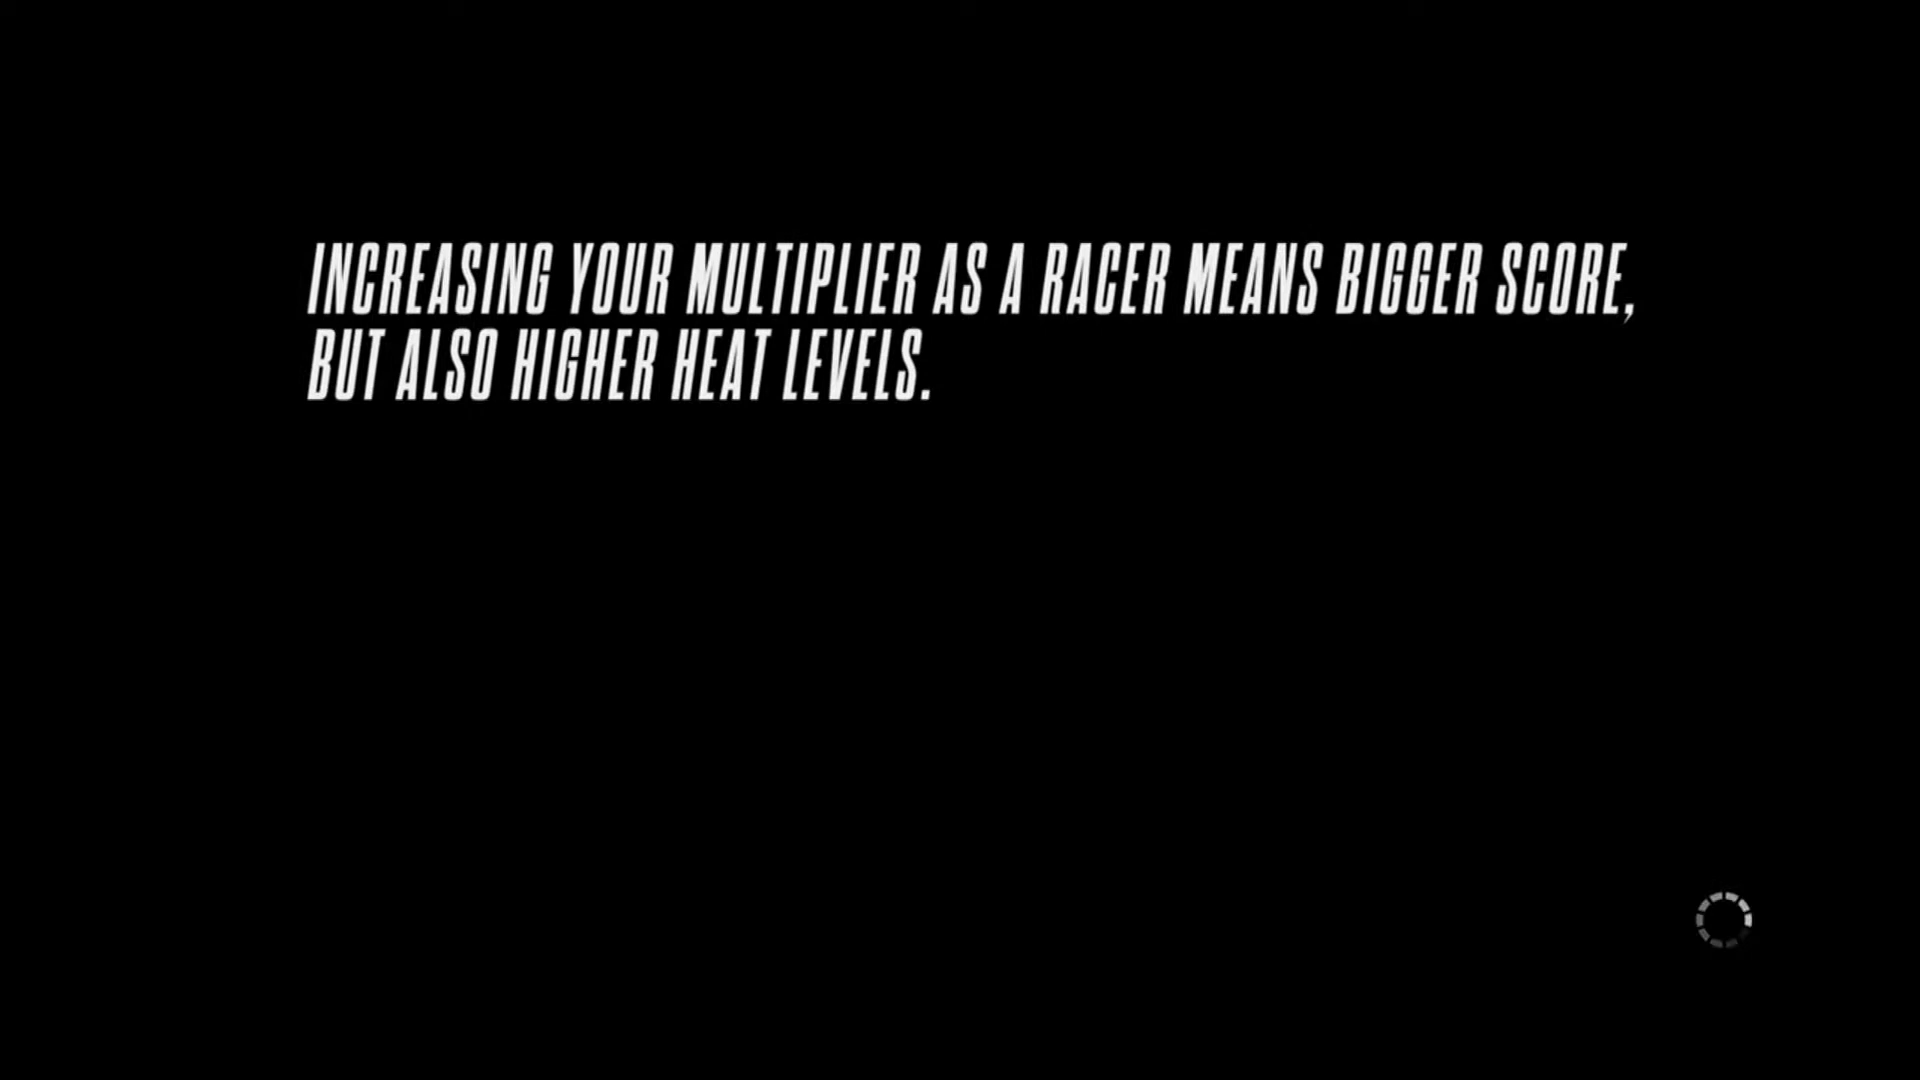 INCREASING YOUR MULTIPLIER AS A RACER MEANS BIGGER SCORE,
BUT ALSO HIGHER HEAT LEVELS.